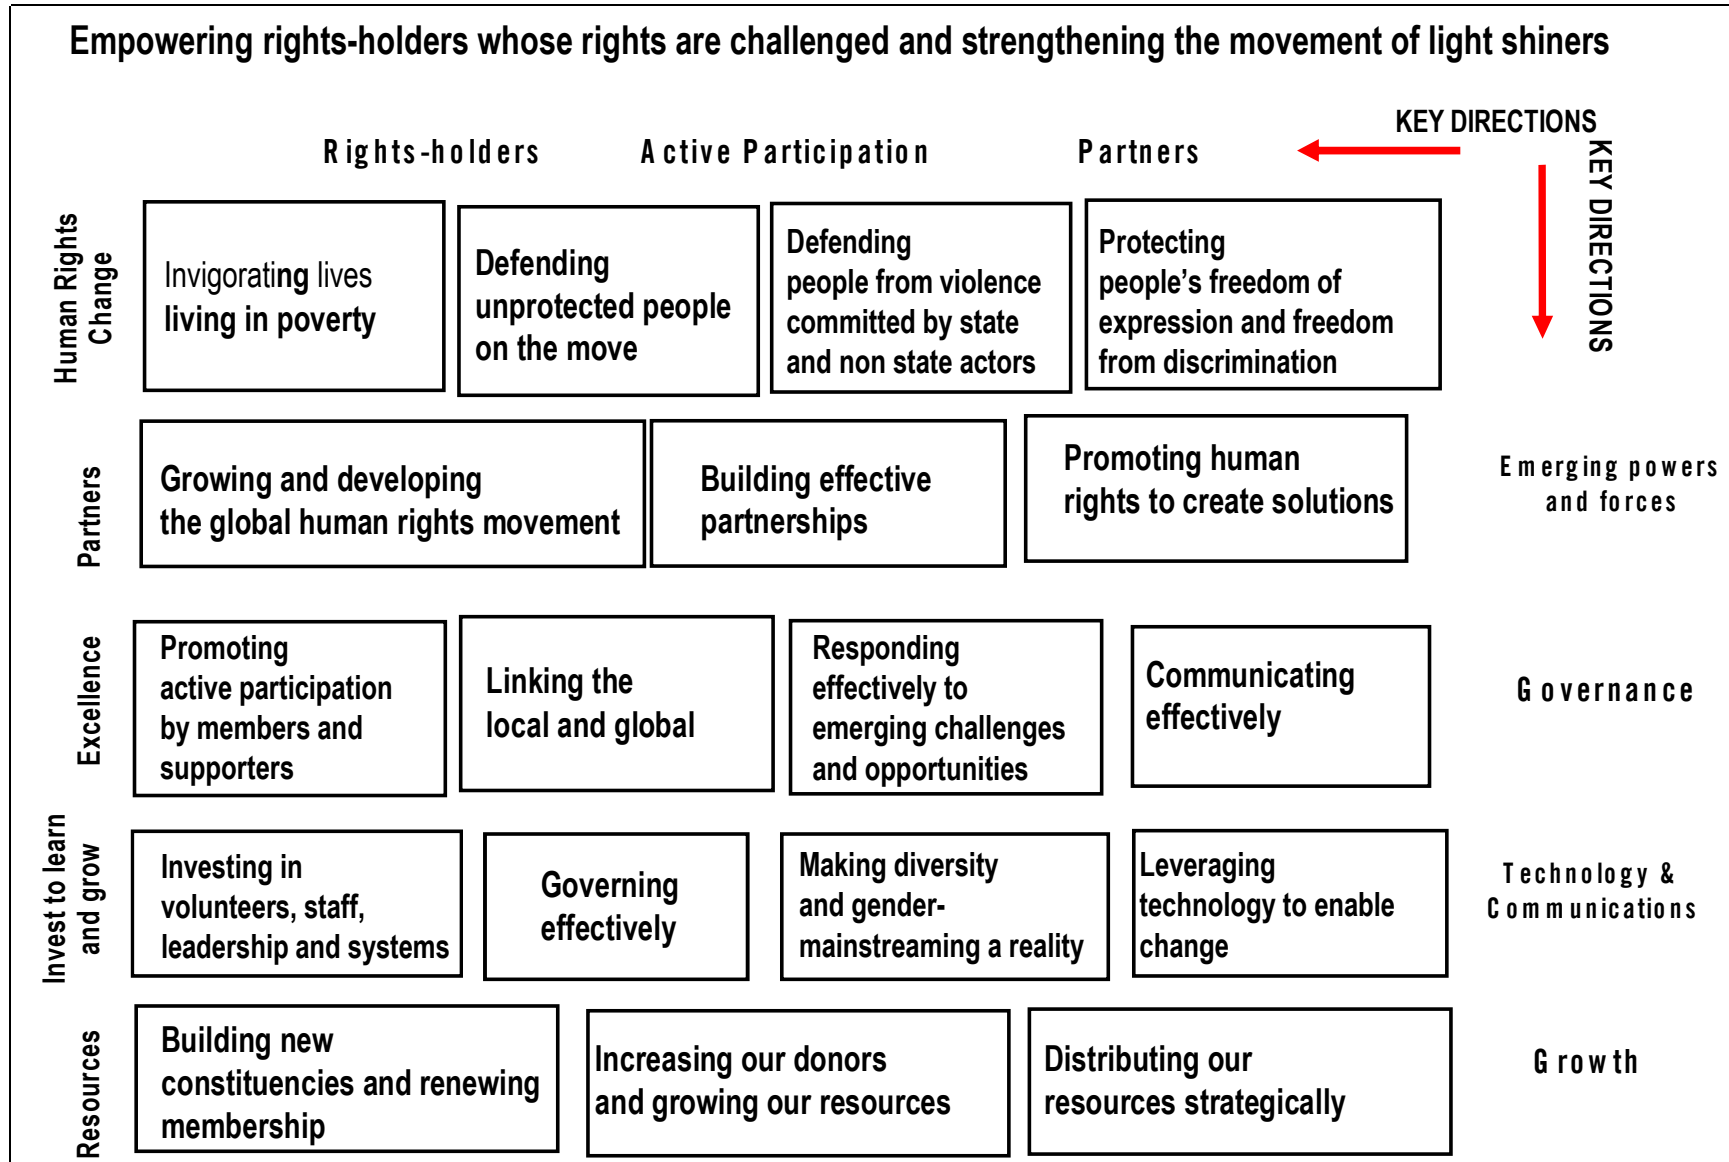 Empowering rights-holders whose rights are challenged and strengthening the movement of light shiners
KEY DIRECTIONS
Rights-holders
Active Participation
Partners
KEY DIRECTIONS
Human Rights
Change
Invigorating lives
living in poverty
Defending
unprotected people
on the move
Defending
people from violence
committed by state
and non state actors
Protecting
people’s freedom of
expression and freedom
from discrimination
Partners
Growing and developing
the global human rights movement
Building effective
partnerships
Promoting human
rights to create solutions
Emerging powers
and forces
Excellence
Promoting
active participation
by members and
supporters
Linking the
local and global
Responding
effectively to
emerging challenges
and opportunities
Communicating
effectively
Governance
Invest to learn
and grow
Investing in
volunteers, staff,
leadership and systems
Governing
effectively
Making diversity
and gender-
mainstreaming a reality
Leveraging
technology to enable
change
Technology &
Communications
Resources
Building new
constituencies and renewing
membership
Increasing our donors
and growing our resources
Distributing our
resources strategically
Growth